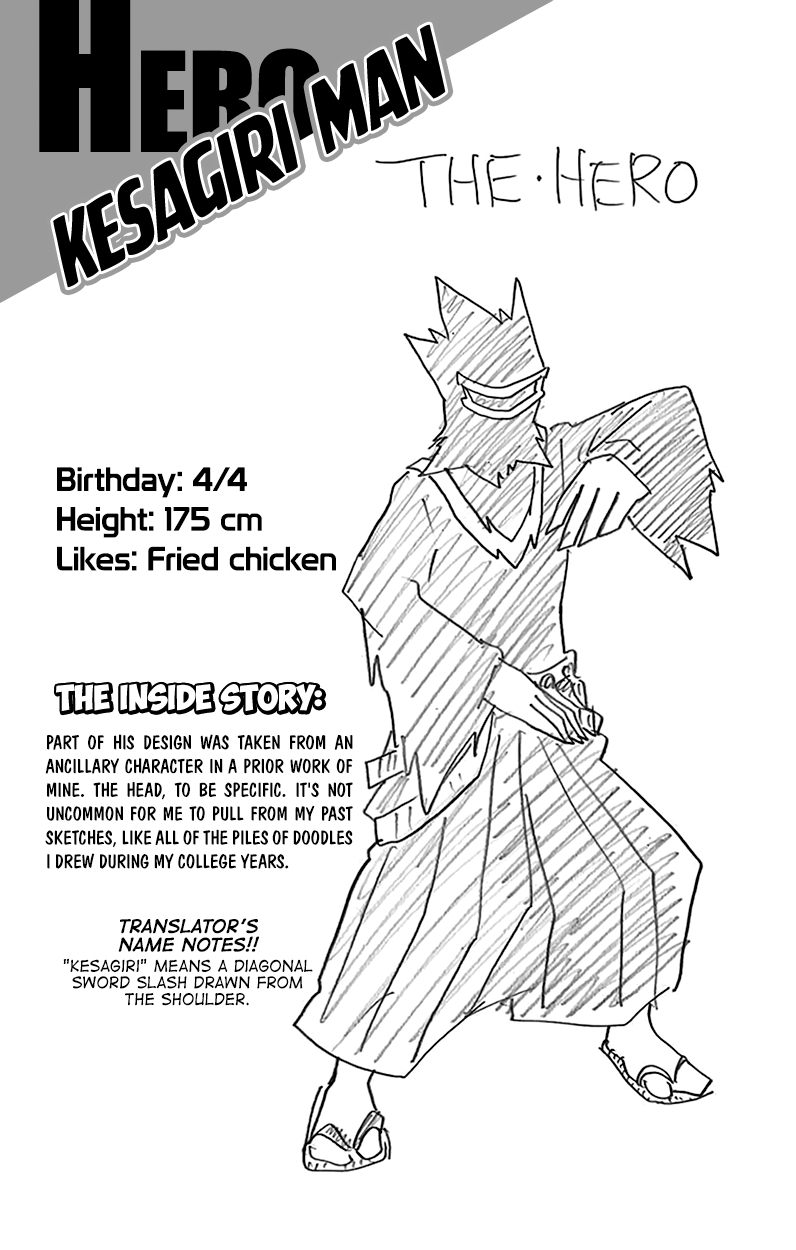 HERO
KESAGIRI MAN
THE·HERO
Birthday: 4/4
Height: 175 cm
Likes: Fried chicken
THE INSIDE STORY:
PART OF HIS DESIGN WAS TAKEN FROM AN
ANCILLARY CHARACTER IN A PRIOR WORK OF
MINE. THE HEAD, TO BE SPECIFIC. IT'S NOT
UNCOMMON FOR ME TO PULL FROM MY PAST
SKETCHES, LIKE ALL OF THE PILES OF DOODLES
I DREW DURING MY COLLEGE YEARS.
TRANSLATOR'S
NAME NOTES!!
"KESAGIRI" MEANS A DIAGONAL
SWORD SLASH DRAWN FROM
THE SHOULDER.